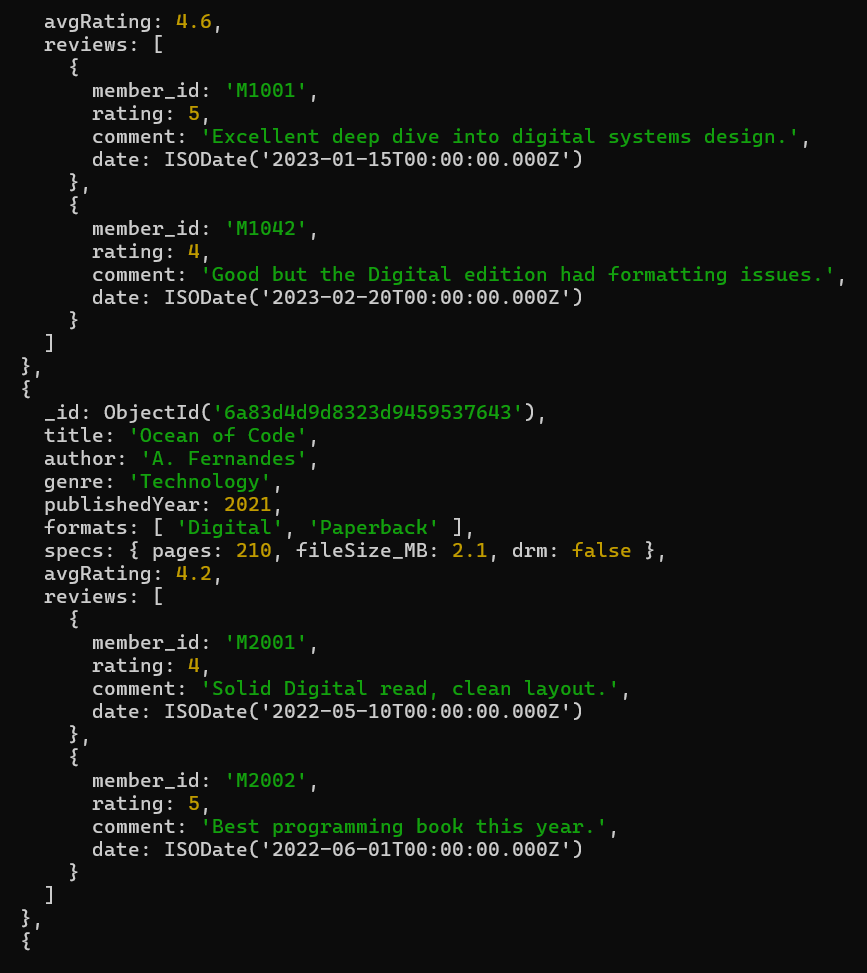 avgRating: 4.6,
reviews: [
{
member_id: 'M1001',
rating: 5,
comment: 'Excellent deep dive into digital systems design.',
date: ISODate('2023-01-15T00:00:00.000Z')
},
{
member_id: 'M1042',
rating: 4,
comment: 'Good but the Digital edition had formatting issues.',
date: ISODate('2023-02-20T00:00:00.000Z')
}
]
},
{
_id: ObjectId('6a83d4d9d8323d9459537643'),
title: 'Ocean of Code',
author: 'A. Fernandes',
genre: 'Technology',
publishedYear: 2021,
formats: [ 'Digital', 'Paperback' ],
specs: { pages: 210, fileSize_MB: 2.1, drm: false },
avgRating: 4.2,
reviews: [
{
member_id: 'M2001',
rating: 4,
comment: 'Solid Digital read, clean layout.',
date: ISODate('2022-05-10T00:00:00.000Z')
},
{
member_id: 'M2002',
rating: 5,
comment: 'Best programming book this year.',
date: ISODate('2022-06-01T00:00:00.000Z')
}
]
},
{